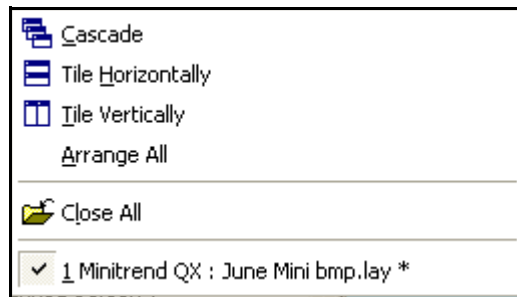 Cascade
Tile Horizontally
Tile Vertically
Arrange All
Close All
1 Minitrend QX : June Mini bmp.lay *